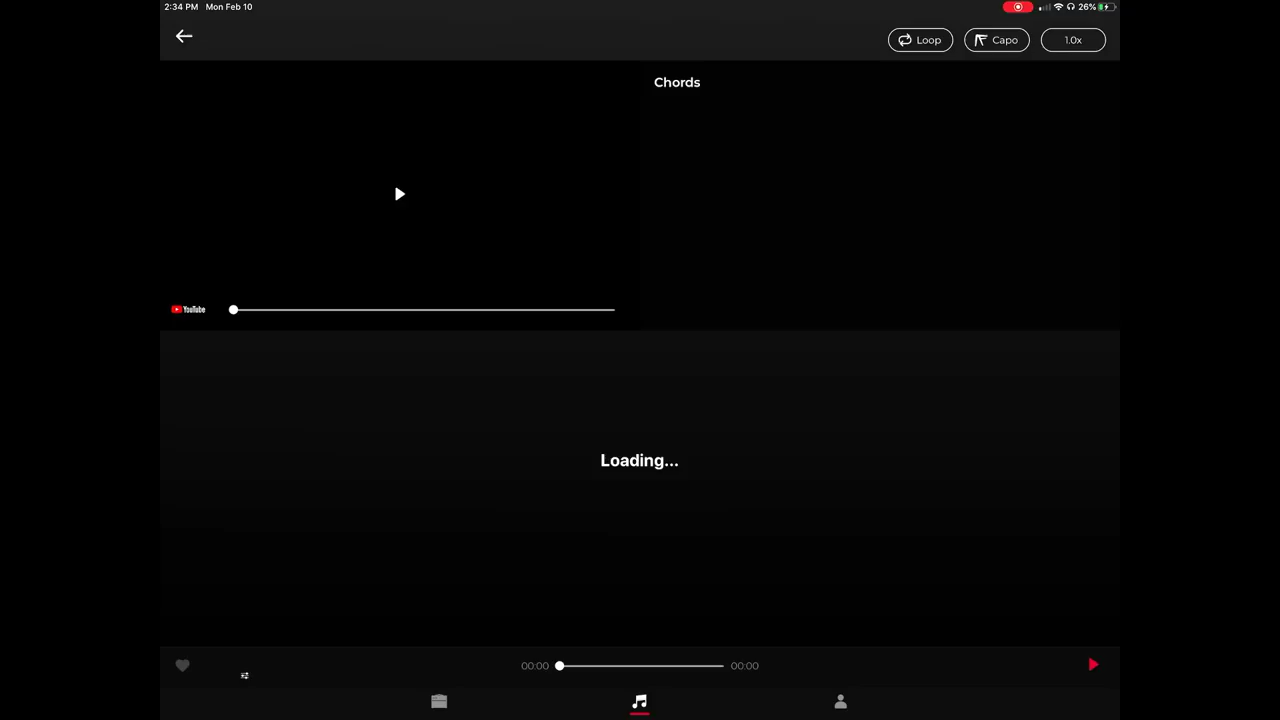 2:34 PM Mon Feb 10
26%
Loop
Capo
1.0x
Chords
YouTube
Loading...
00:00
00:00